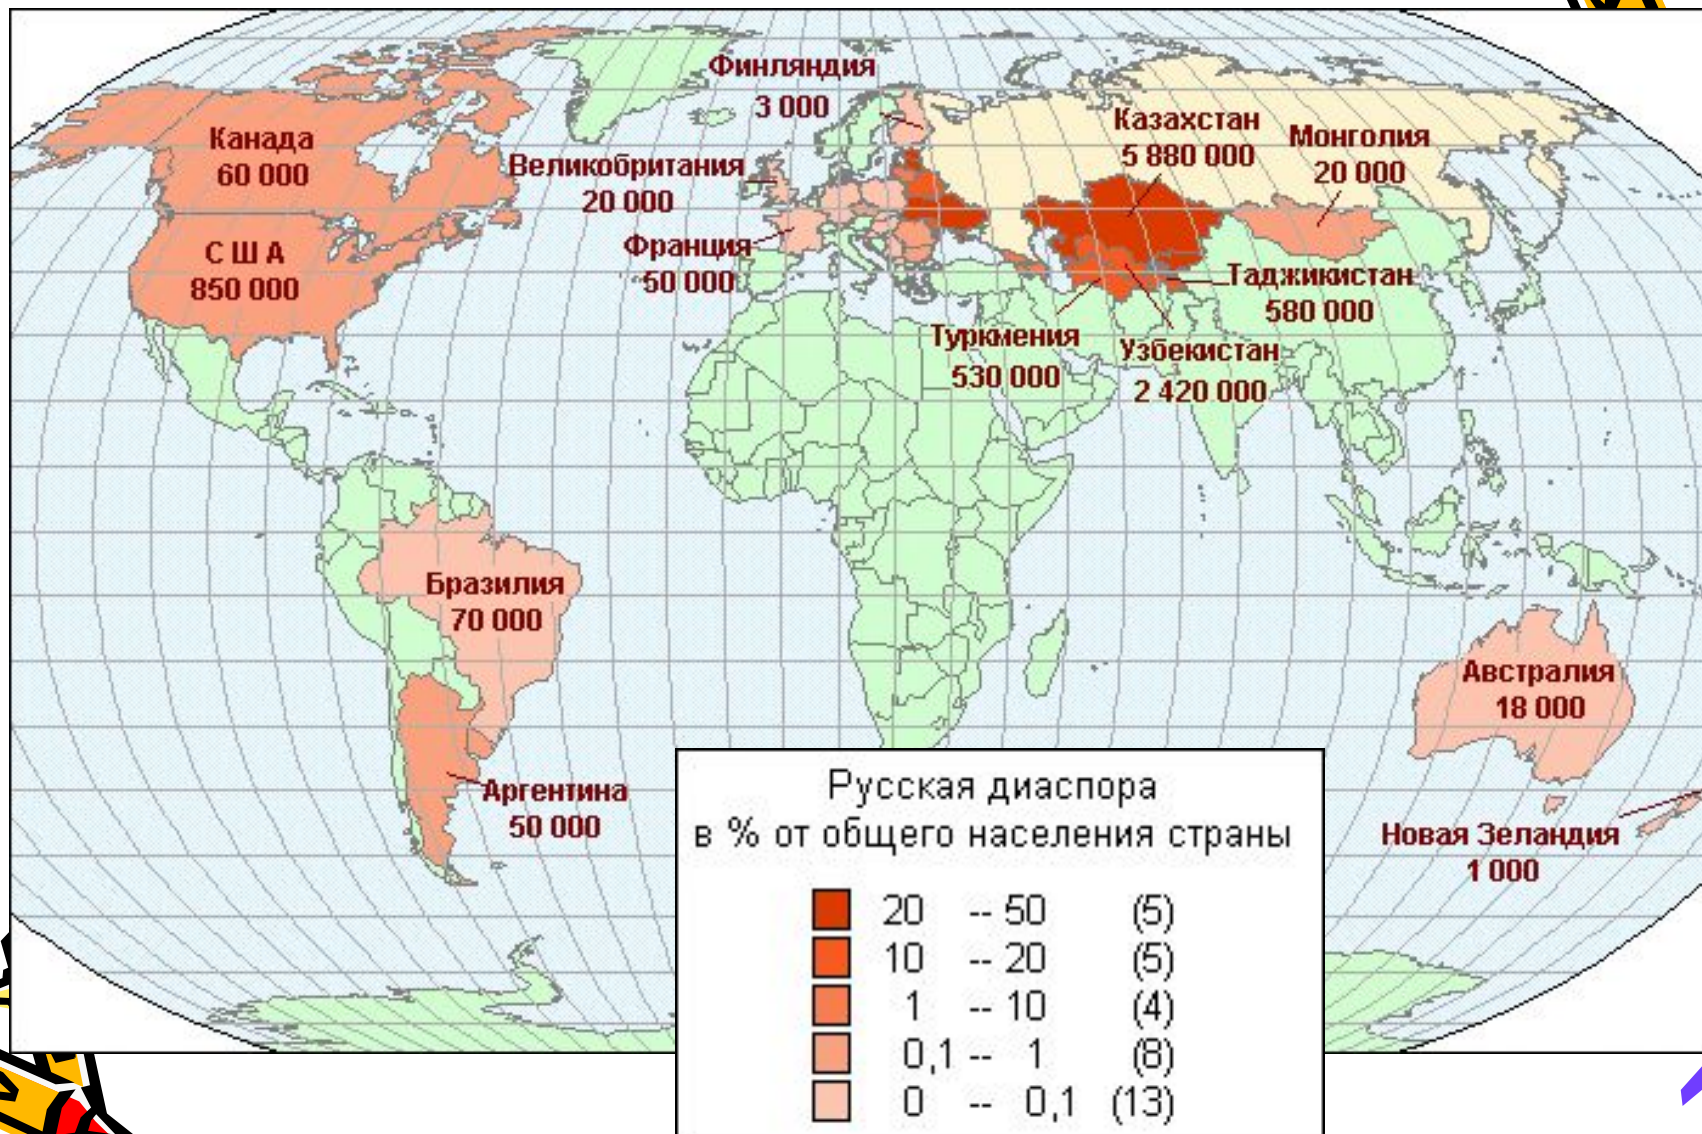 Финляндия
3 000
Канада
60 000
Великобритания
20 000
Казахстан
5 880 000
Монголия
20 000
С Ш А
850 000
Франция
50 000
Таджикистан
580 000
Туркмения
530 000
Узбекистан
2 420 000
Бразилия
70 000
Австралия
18 000
Аргентина
50 000
Новая Зеландия
1 000
Русская диаспора
в % от общего населения страны
20 -- 50 (5)
10 -- 20 (5)
1 -- 10 (4)
0,1 -- 1 (8)
0 -- 0,1 (13)